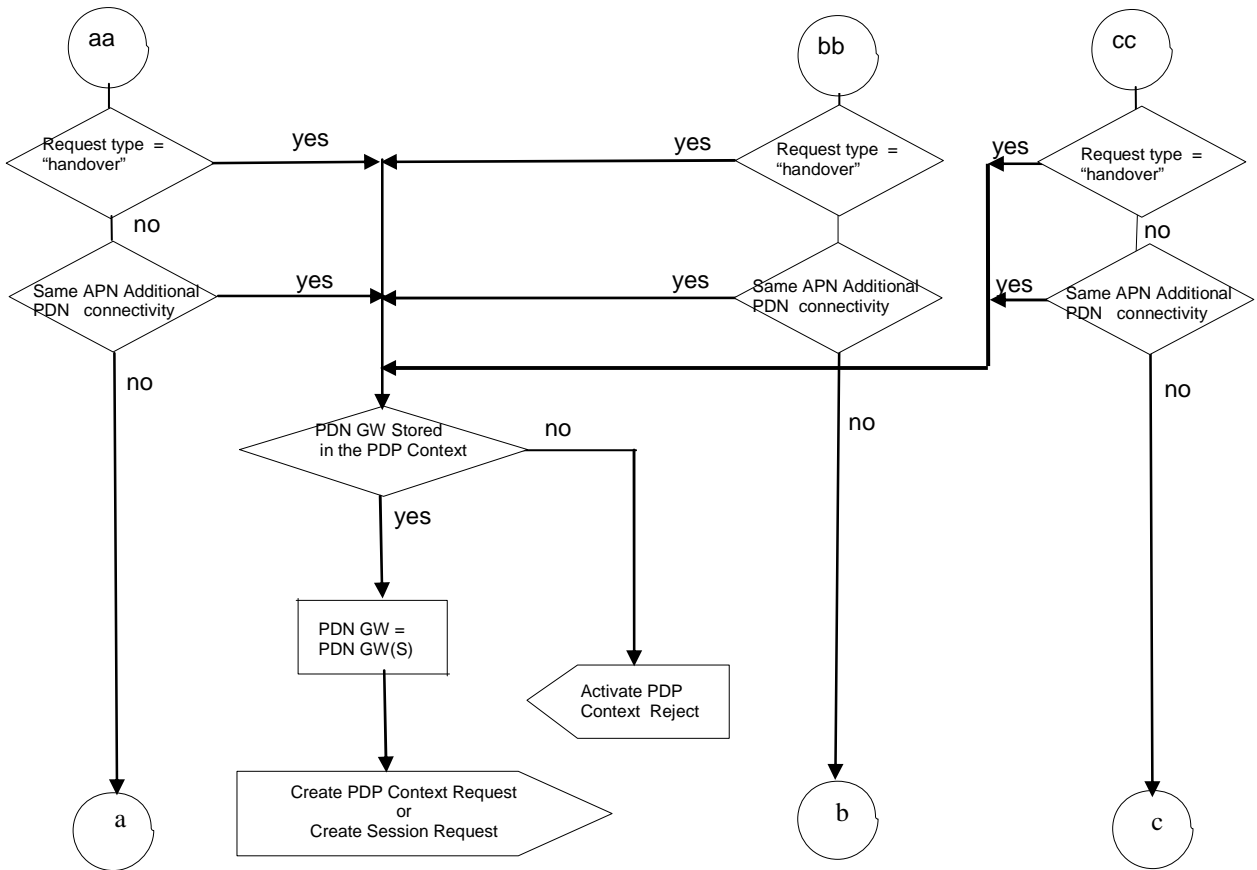 aa
bb
cc
Request type =
“handover”
yes
yes
Request type =
“handover”
yes
Request type =
“handover”
no
no
Same APN Additional
PDN connectivity
yes
yes
Same APN Additional
PDN connectivity
yes
Same APN Additional
PDN connectivity
no
no
no
PDN GW Stored
in the PDP Context
no
yes
PDN GW =
PDN GW(S)
Activate PDP
Context Reject
Create PDP Context Request
or
Create Session Request
a
b
c